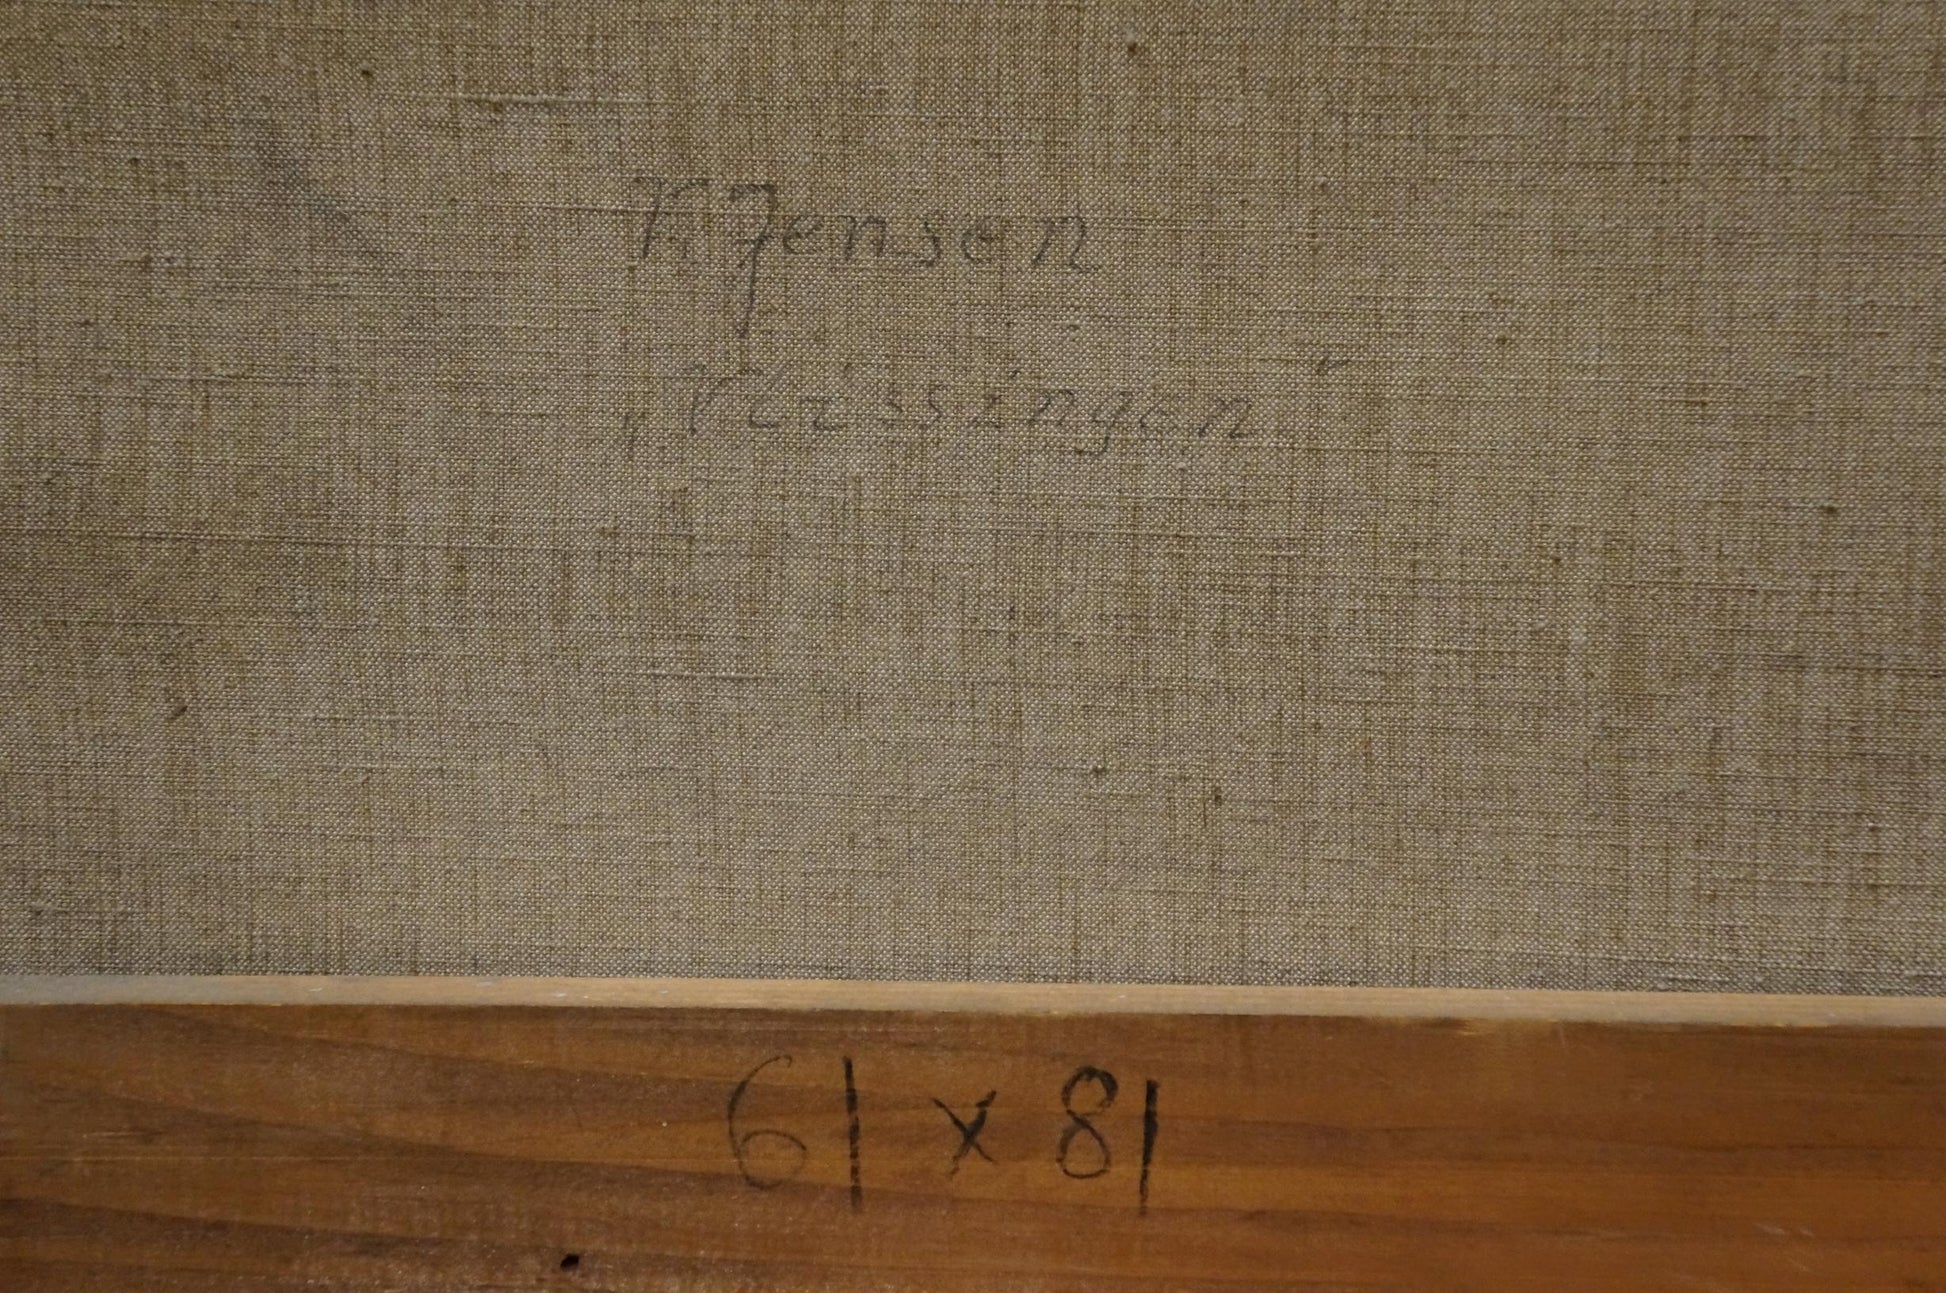 K Jensen
„Vlissingen"
61 x 81